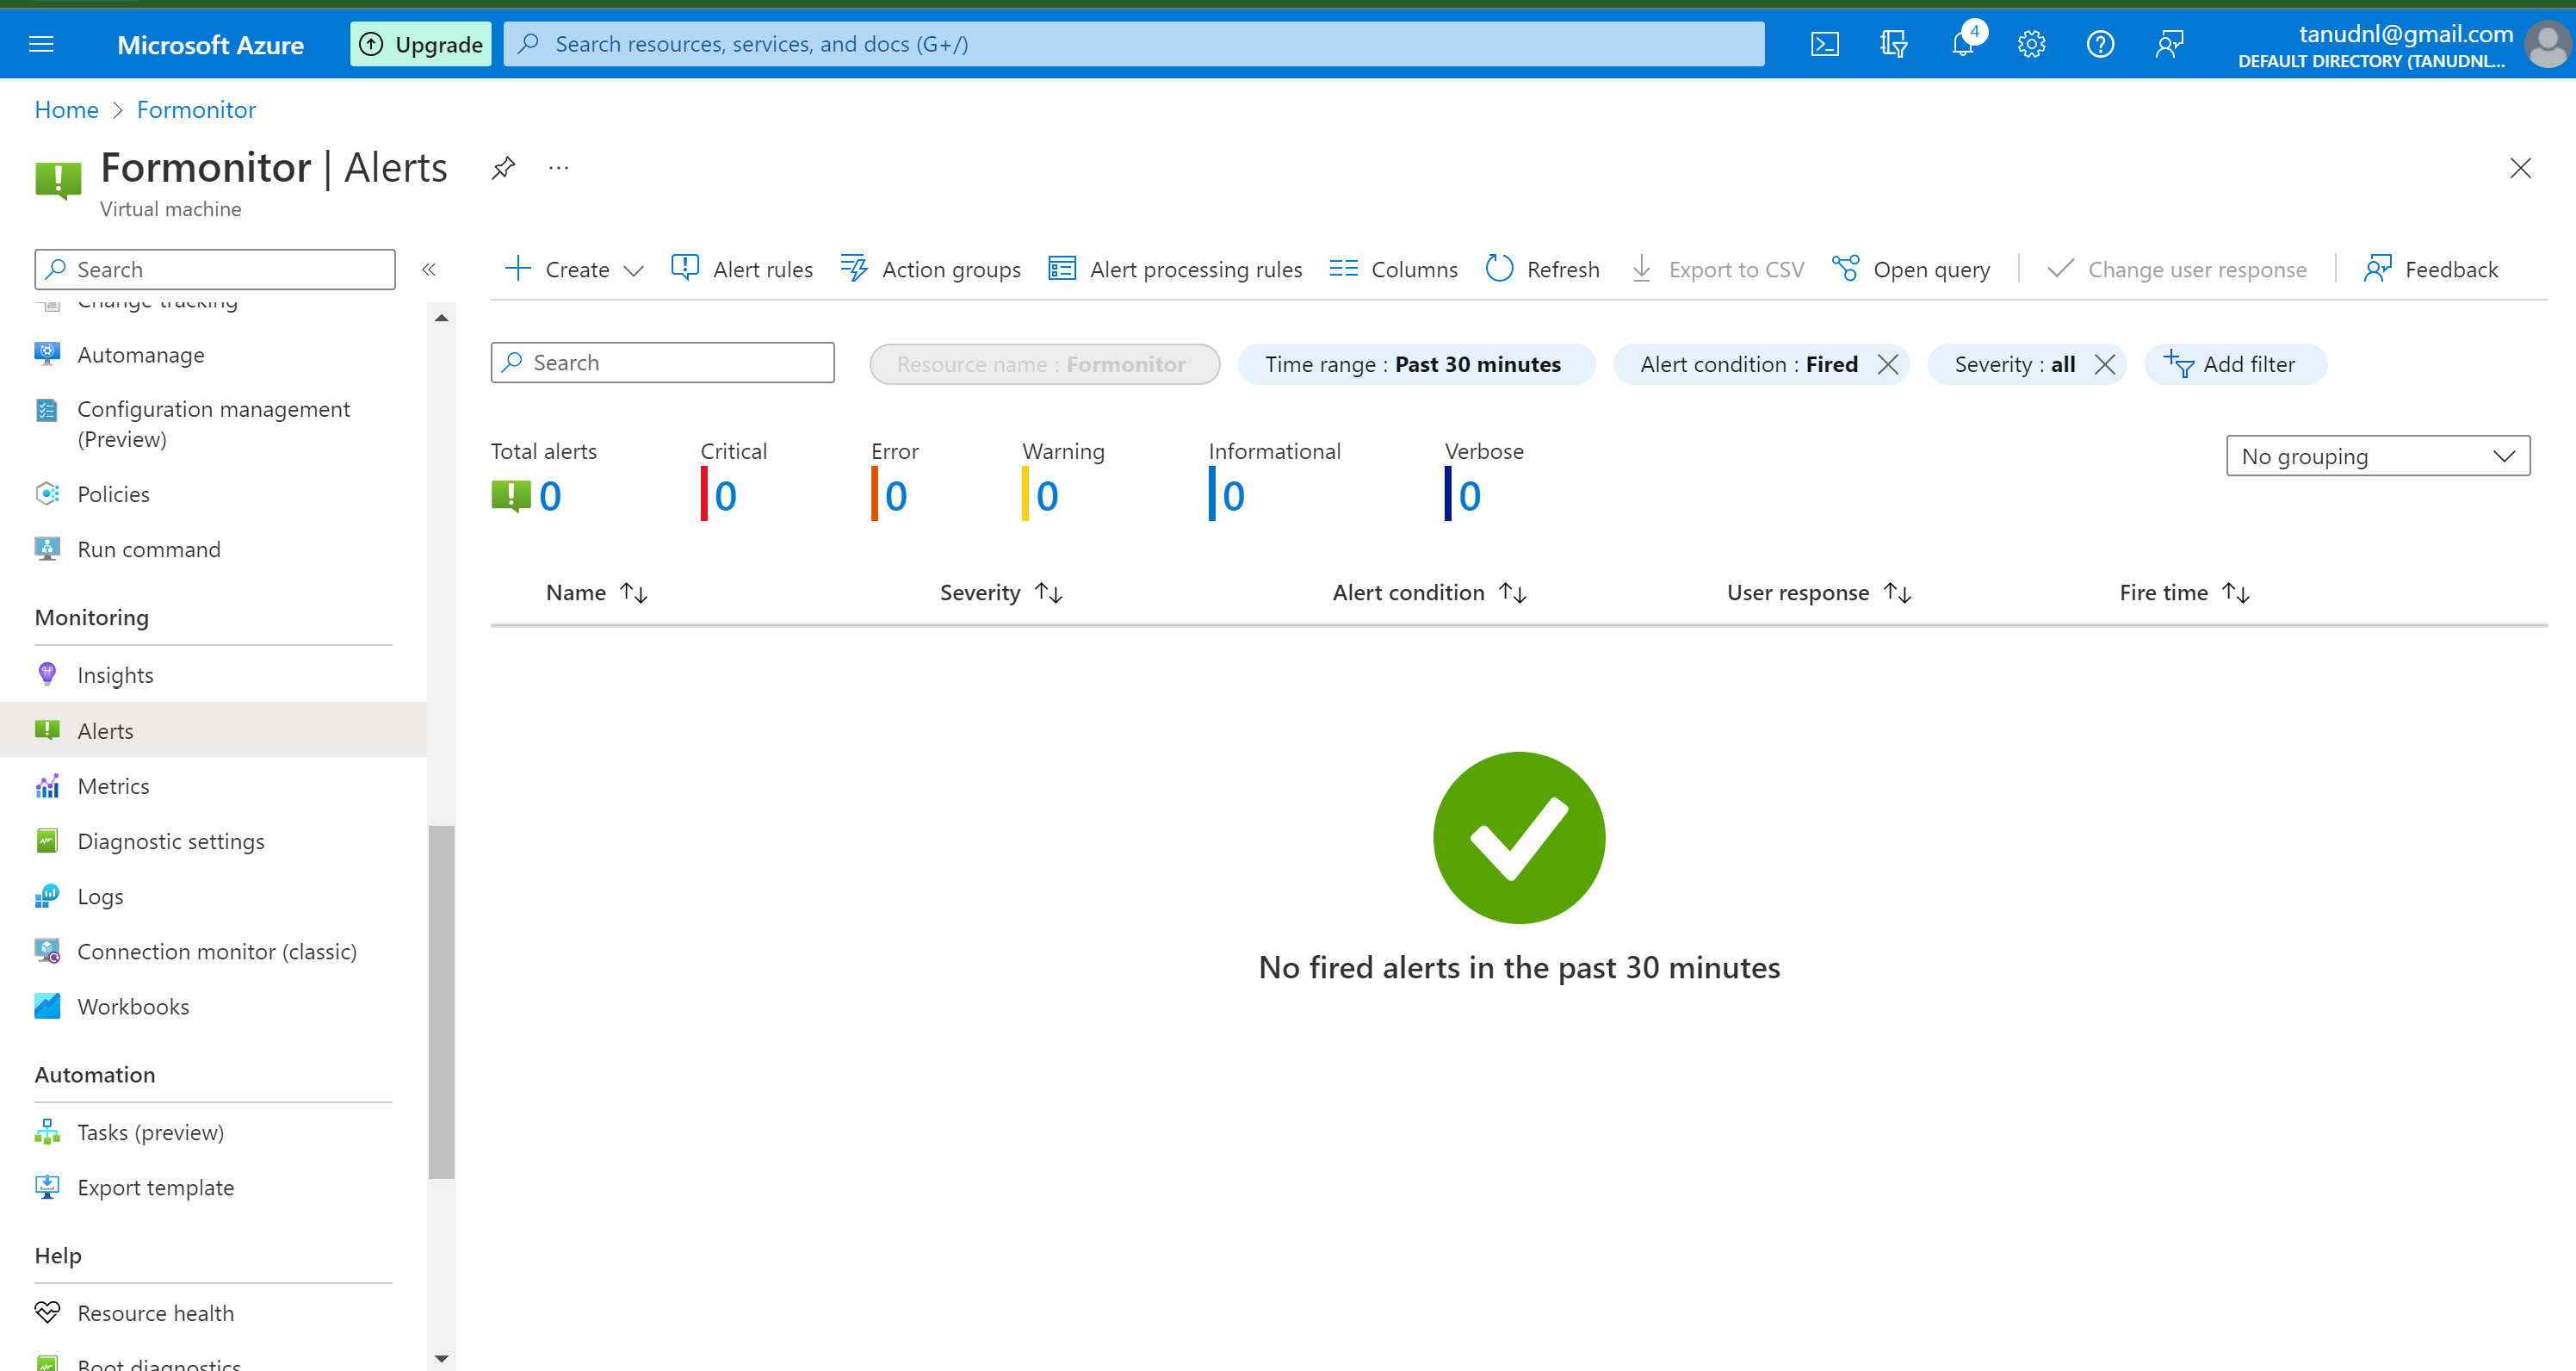 Microsoft Azure
Upgrade
Search resources, services, and docs (G+/)
4
tanudnl@gmail.com
DEFAULT DIRECTORY (TANUDNL...
Home > Formonitor
Formonitor | Alerts
...
Virtual machine
Search
«
Create
Alert rules
Action groups
Alert processing rules
Columns
Refresh
Export to CSV
Open query
Change user response
Feedback
Change tracking
Automanage
Configuration management
(Preview)
Policies
Run command
Monitoring
Insights
Alerts
Metrics
Diagnostic settings
Logs
Connection monitor (classic)
Workbooks
Automation
Tasks (preview)
Export template
Help
Resource health
Boot diagnostics
Search
Resource name : Formonitor
Time range : Past 30 minutes
Alert condition : Fired
Severity : all
Add filter
Total alerts
0
Critical
0
Error
0
Warning
0
Informational
0
Verbose
0
No grouping
Name
Severity
Alert condition
User response
Fire time
No fired alerts in the past 30 minutes